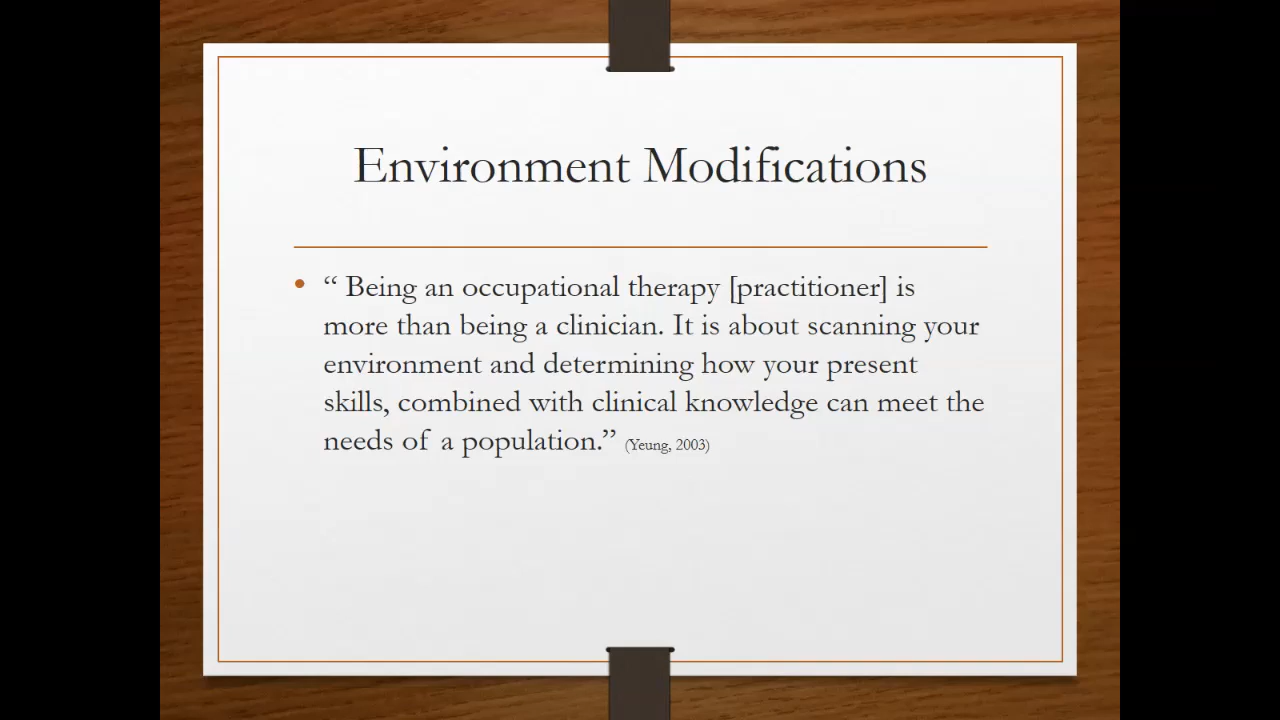 Environment Modifications
• “ Being an occupational therapy [practitioner] is
more than being a clinician. It is about scanning your
environment and determining how your present
skills, combined with clinical knowledge can meet the
needs of a population.” (Yeung, 2003)